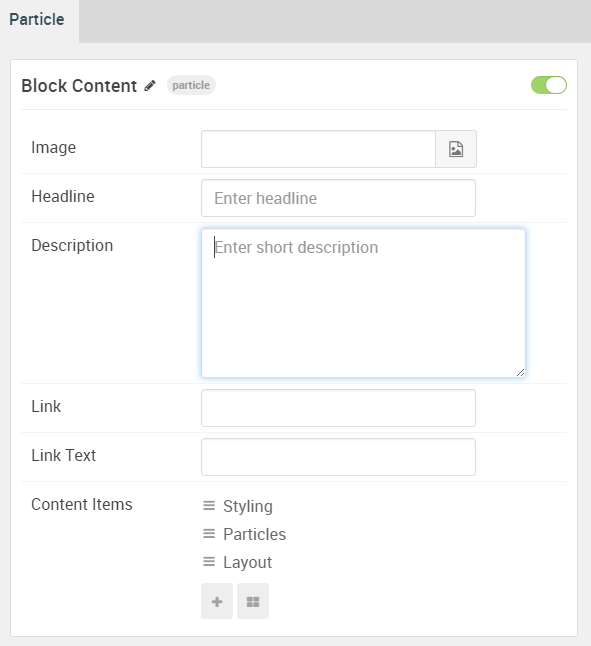 Particle
Block Content particle
Image
Headline Enter headline
Description Enter short description
Link
Link Text
Content Items Styling
Particles
Layout